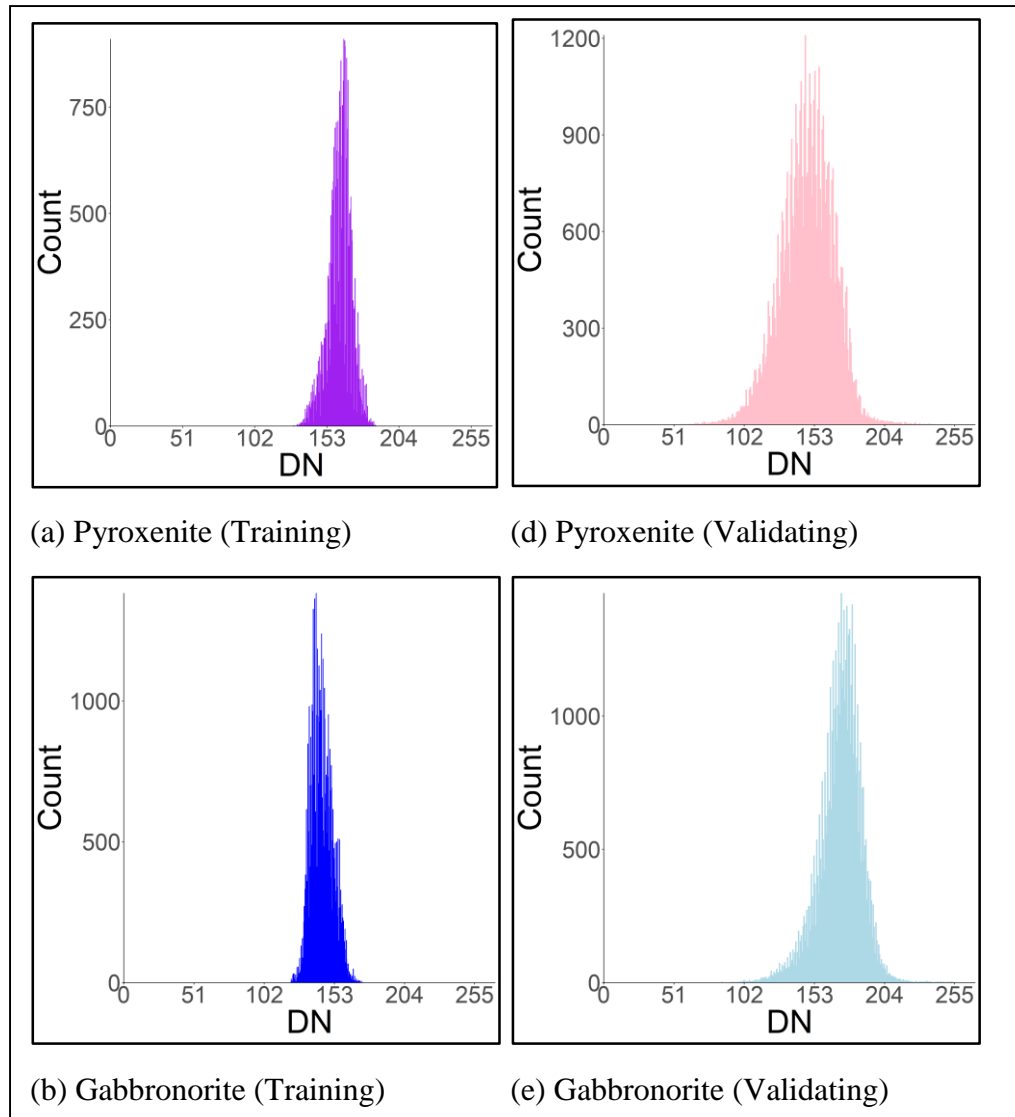 750
500
250
0
Count
0 51 102 153 204 255
DN
(a) Pyroxenite (Training)
1200
900
600
300
0
Count
0 51 102 153 204 255
DN
(d) Pyroxenite (Validating)
1000
500
0
Count
0 51 102 153 204 255
DN
(b) Gabbronorite (Training)
1000
500
0
Count
0 51 102 153 204 255
DN
(e) Gabbronorite (Validating)